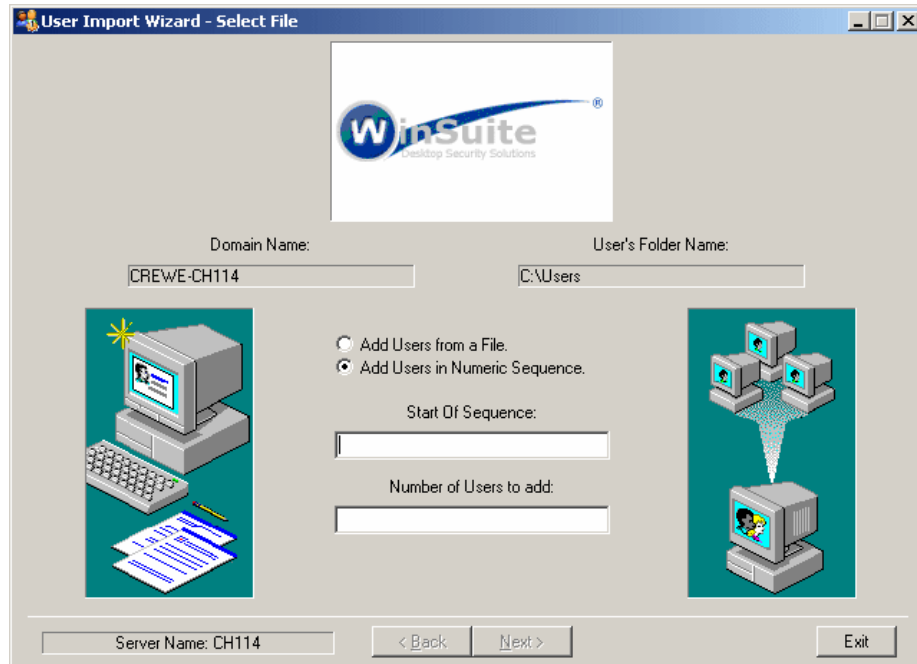 User Import Wizard - Select File
WinSuite ®
Desktop Security Solutions
Domain Name:
CREWE-CH114
User's Folder Name:
C:\Users
Add Users from a File.
Add Users in Numeric Sequence.
Start Of Sequence:
Number of Users to add:
Server Name: CH114
< Back
Next >
Exit